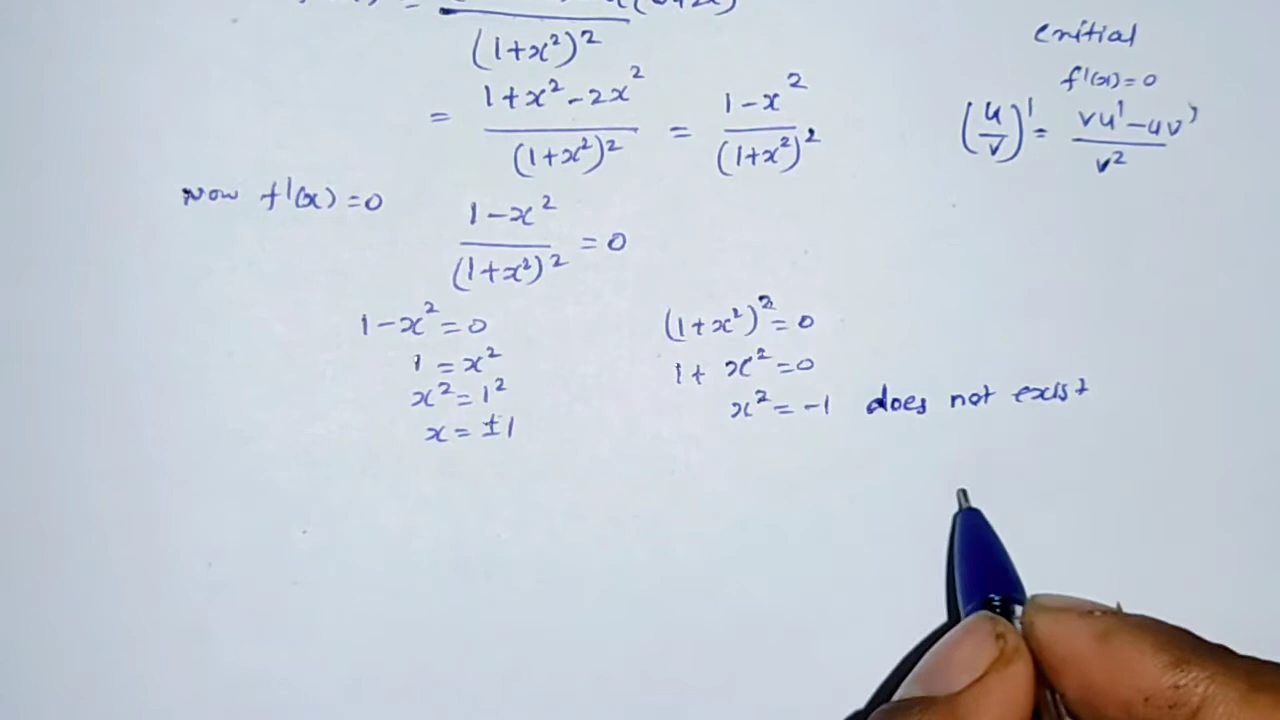 (1+x²)²
= 1+x²-2x² / (1+x²)² = 1-x² / (1+x²)²
Now f'(x)=0
1-x² / (1+x²)² = 0
1-x²=0
1=x²
x²=1²
x=±1
(1+x²)²=0
1+x²=0
x²=-1 does not exist
f'(x)=0
(u/v)'= vu'-uv' / v²